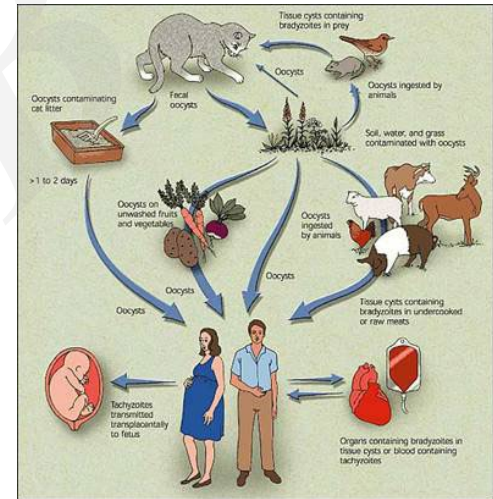 Tissue cysts containing
bradyzoites in prey
Oocysts
Oocysts ingested by
animals
Oocysts contaminating
cat litter
Fecal
oocysts
Soil, water, and grass
contaminated with oocysts
>1 to 2 days
Oocysts on
unwashed fruits
and vegetables
Oocysts
ingested
by animals
Oocysts
Oocysts
Oocysts
Tissue cysts containing
bradyzoites in undercooked
or raw meats
Tachyzoites
transmitted
transplacentally
to fetus
Organs containing bradyzoites in
tissue cysts or blood containing
tachyzoites